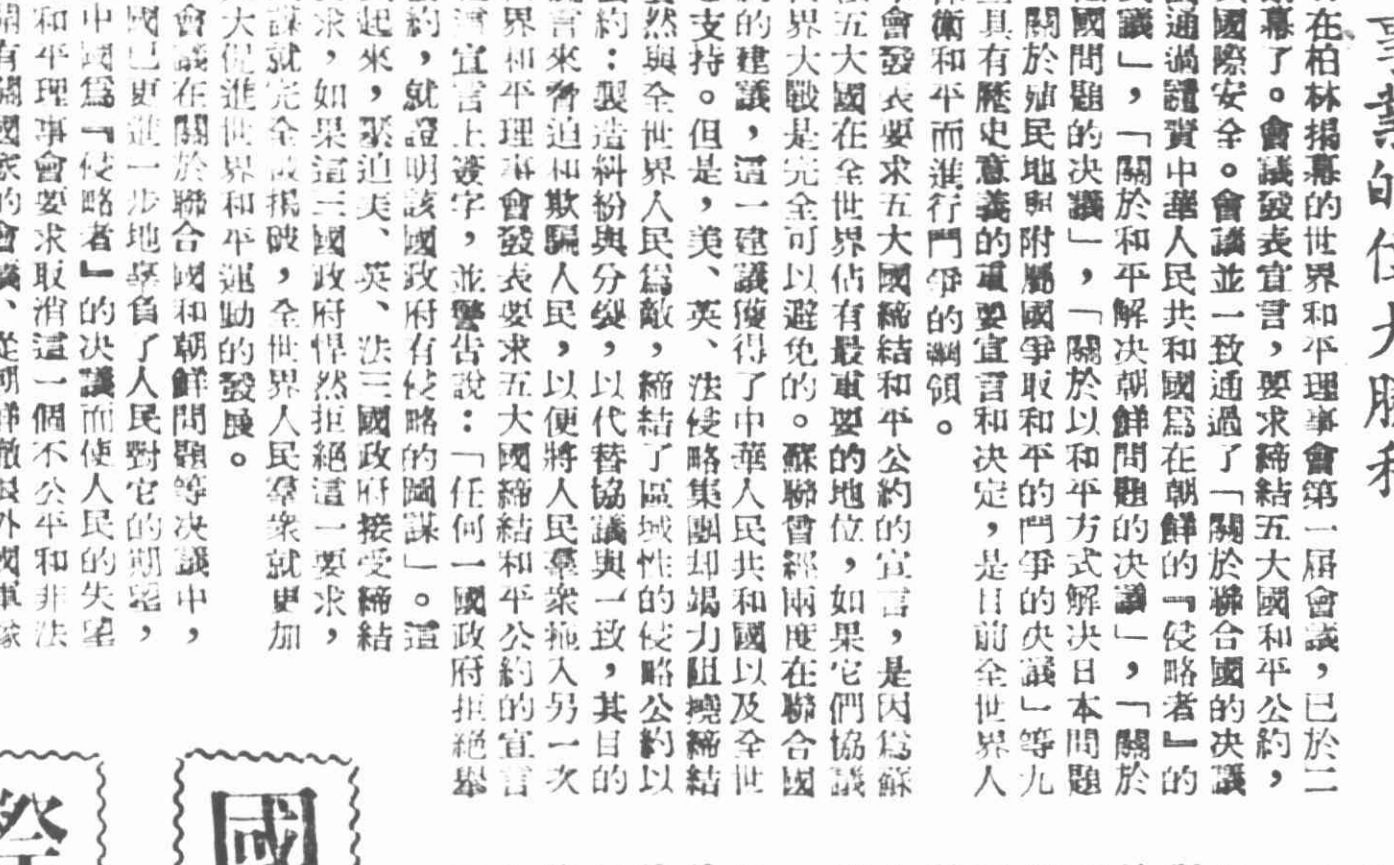 事業的偉大勝利
在柏林揭幕的世界和平理事會第一屆會議，已於二
幕了。會議發表宣言，要求締結五大國和平公約，
國際安全。會議並一致通過了「關於聯合國的決議
通過譴責中華人民共和國爲在朝鮮的『侵略者』的
議」，「關於和平解决朝鮮問題的决議」，「關於
國問題的决議」，「關於以和平方式解决日本問題
關於殖民地與附屬國爭取和平的鬥爭的决議」等九
具有歷史意義的重要宣言和决定，是目前全世界人
衛和平而進行鬥爭的綱領。
會發表要求五大國締結和平公約的宣言，是因爲蘇
五大國在全世界佔有最重要的地位，如果它們協議
界大戰是完全可以避免的。蘇聯曾經兩度在聯合國
的建議，這一建議獲得了中華人民共和國以及全世
支持。但是，美、英、法侵略集團却竭力阻撓締結
然與全世界人民爲敵，締結了區域性的侵略公約以
約：製造糾紛與分裂，以代替協議與一致，其目的
言來脅迫和欺騙人民，以便將人民羣衆拖入另一次
界和平理事會發表要求五大國締結和平公約的宣言
這宣言上簽字，並警告說：「任何一國政府拒絕舉
約，就證明該國政府有侵略的圖謀」。這
起來，緊迫美、英、法三國政府接受締結
求，如果這三國政府悍然拒絕這一要求，
謀就完全被揭破，全世界人民羣衆就更加
大促進世界和平運動的發展。
會議在關於聯合國和朝鮮問題等决議中，
國已更進一步地辜負了人民對它的期望，
中國爲『侵略者』的决議而使人民的失望
和平理事會要求取消這一個不公平和非法
開有關國家的會議、從朝鮮撤退外國軍隊
國
際